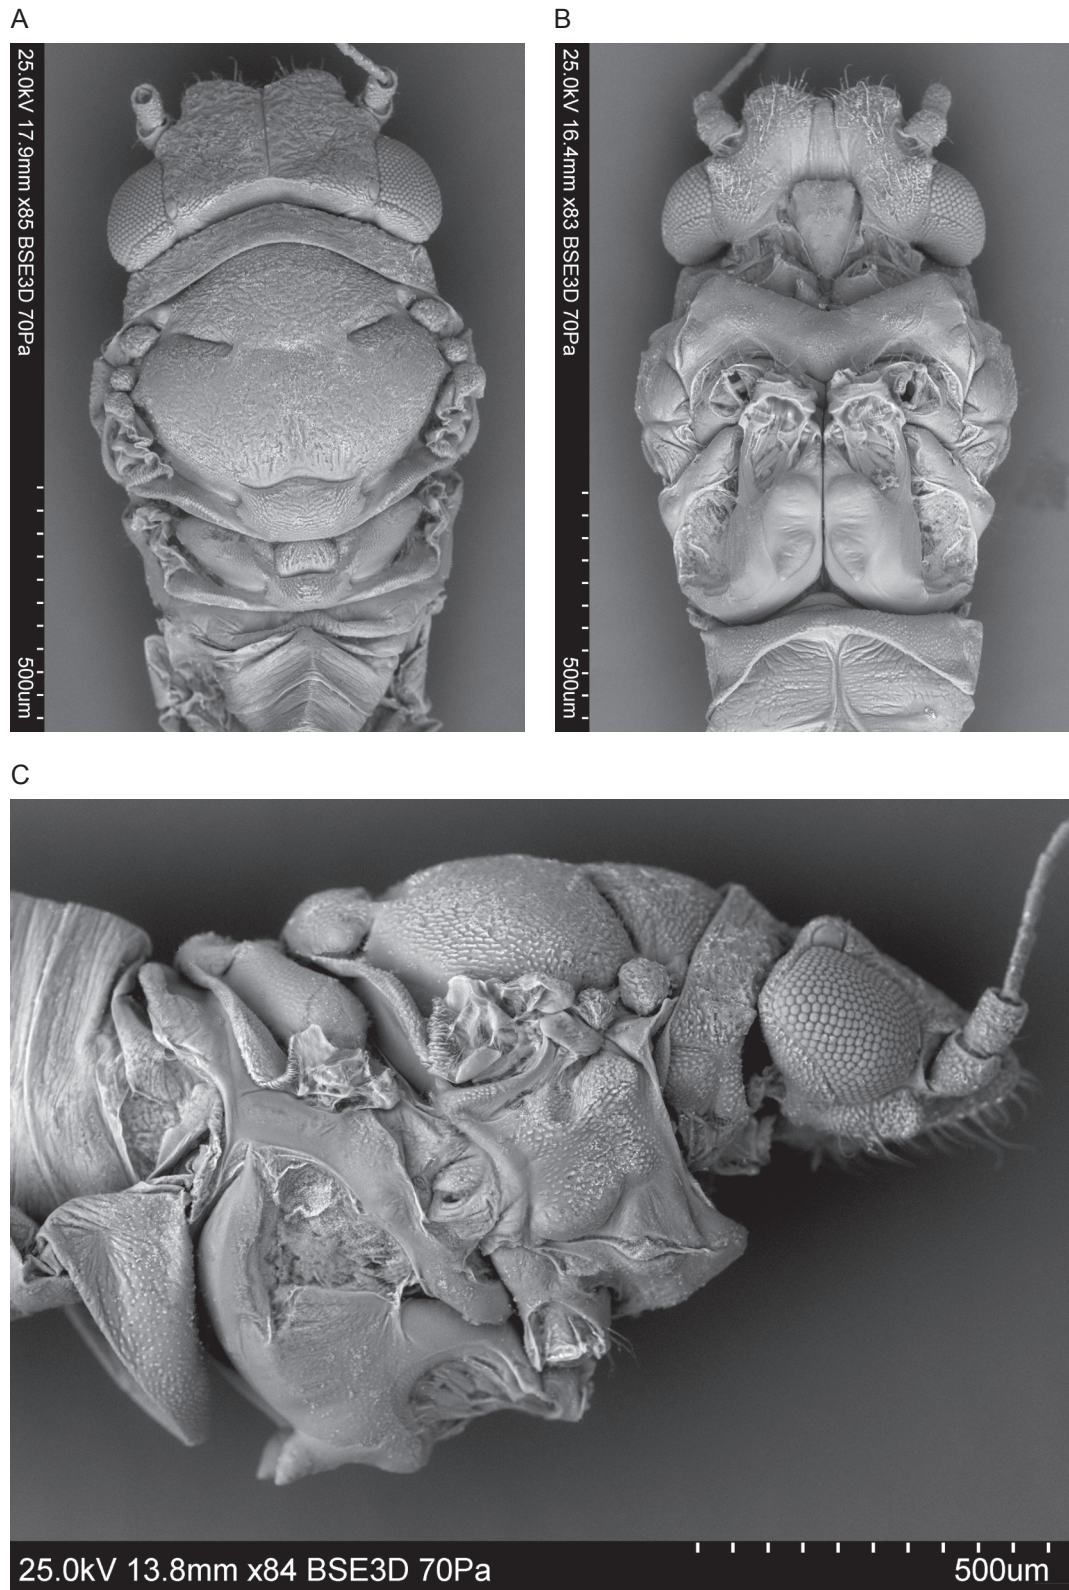 A
B
25.0kV 17.9mm x85 BSE3D 70Pa
500um
25.0kV 16.4mm x83 BSE3D 70Pa
500um
C
25.0kV 13.8mm x84 BSE3D 70Pa
500um